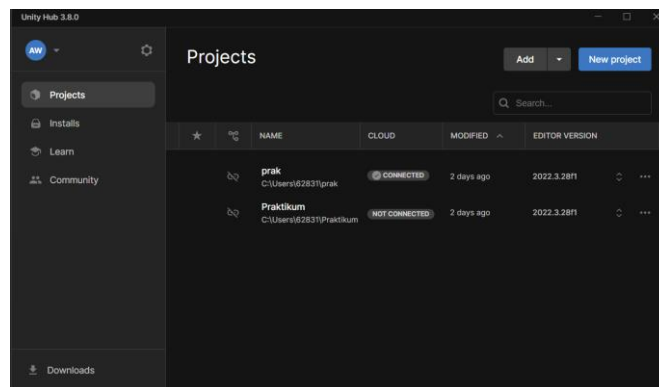 Unity Hub 3.8.0
AW
Projects
Add
New project
Projects
Installs
Learn
Community
Search...
NAME CLOUD MODIFIED EDITOR VERSION
prak CONNECTED 2 days ago 2022.3.28f1
C:\Users\62831\prak
Praktikum NOT CONNECTED 2 days ago 2022.3.28f1
C:\Users\62831\Praktikum
Downloads